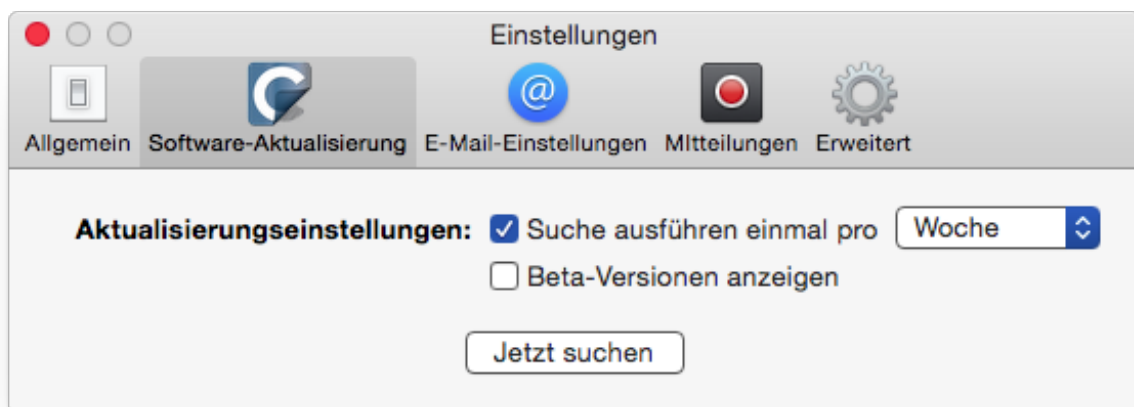 Einstellungen
Allgemein Software-Aktualisierung E-Mail-Einstellungen MItteilungen Erweitert
Aktualisierungseinstellungen: Suche ausführen einmal pro Woche
Beta-Versionen anzeigen
Jetzt suchen